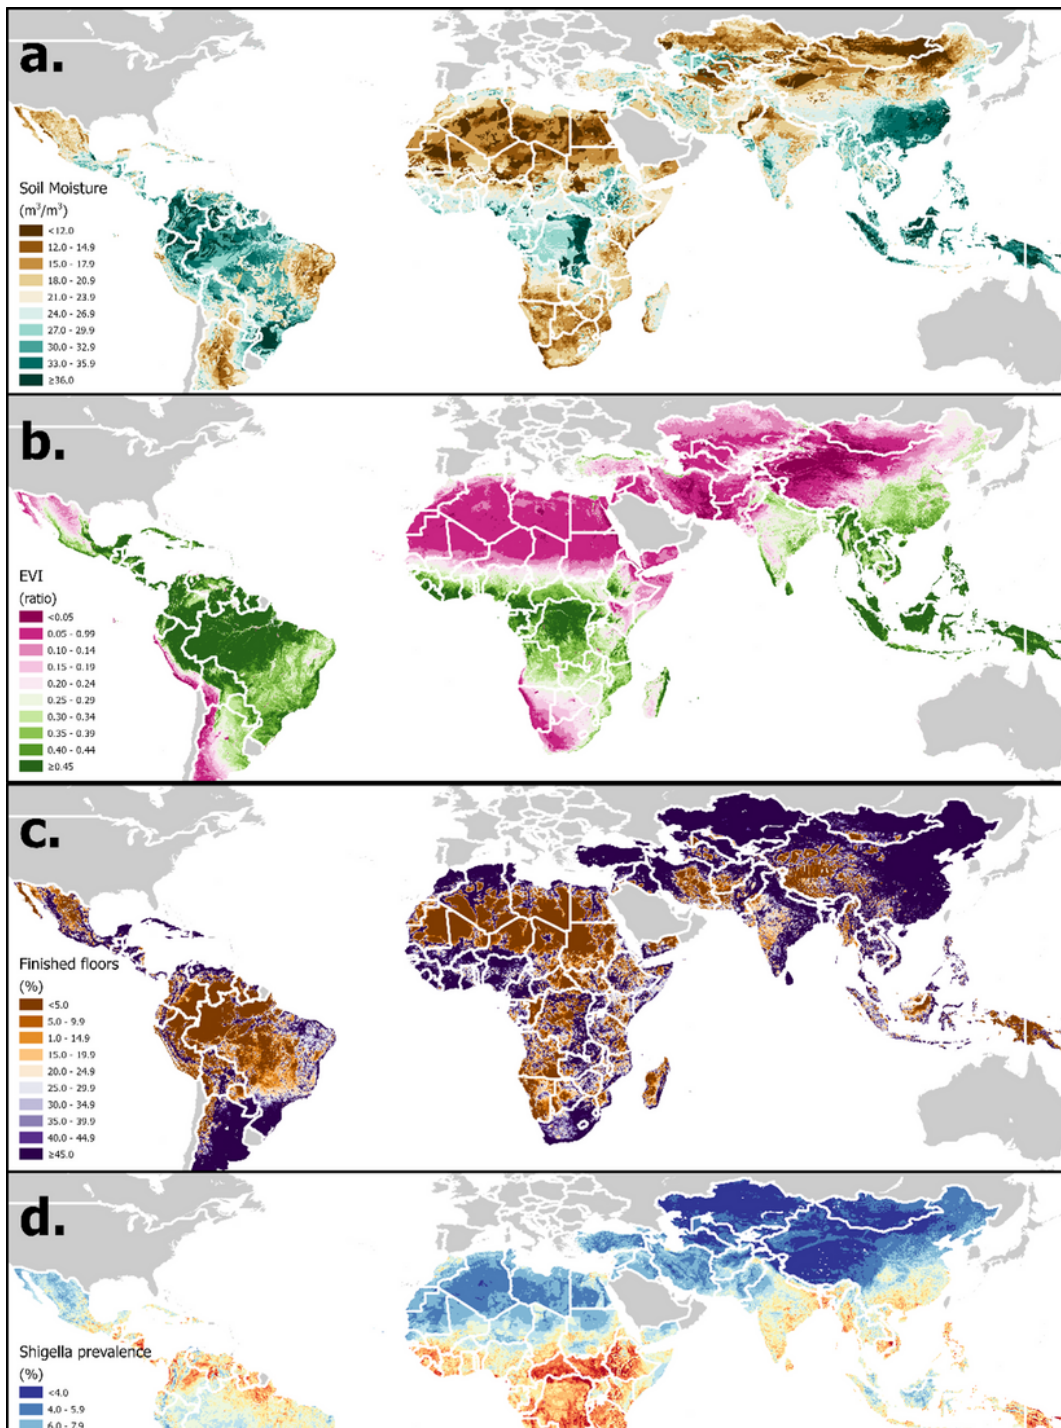 a.
Soil Moisture
(m³/m³)
<12.0
12.0 - 14.9
15.0 - 17.9
18.0 - 20.9
21.0 - 23.9
24.0 - 26.9
27.0 - 29.9
30.0 - 32.9
33.0 - 35.9
≥36.0
b.
EVI
(ratio)
<0.05
0.05 - 0.99
0.10 - 0.14
0.15 - 0.19
0.20 - 0.24
0.25 - 0.29
0.30 - 0.34
0.35 - 0.39
0.40 - 0.44
≥0.45
c.
Finished floors
(%)
<5.0
5.0 - 9.9
1.0 - 14.9
15.0 - 19.9
20.0 - 24.9
25.0 - 29.9
30.0 - 34.9
35.0 - 39.9
40.0 - 44.9
≥45.0
d.
Shigella prevalence
(%)
<4.0
4.0 - 5.9
6.0 - 7.9